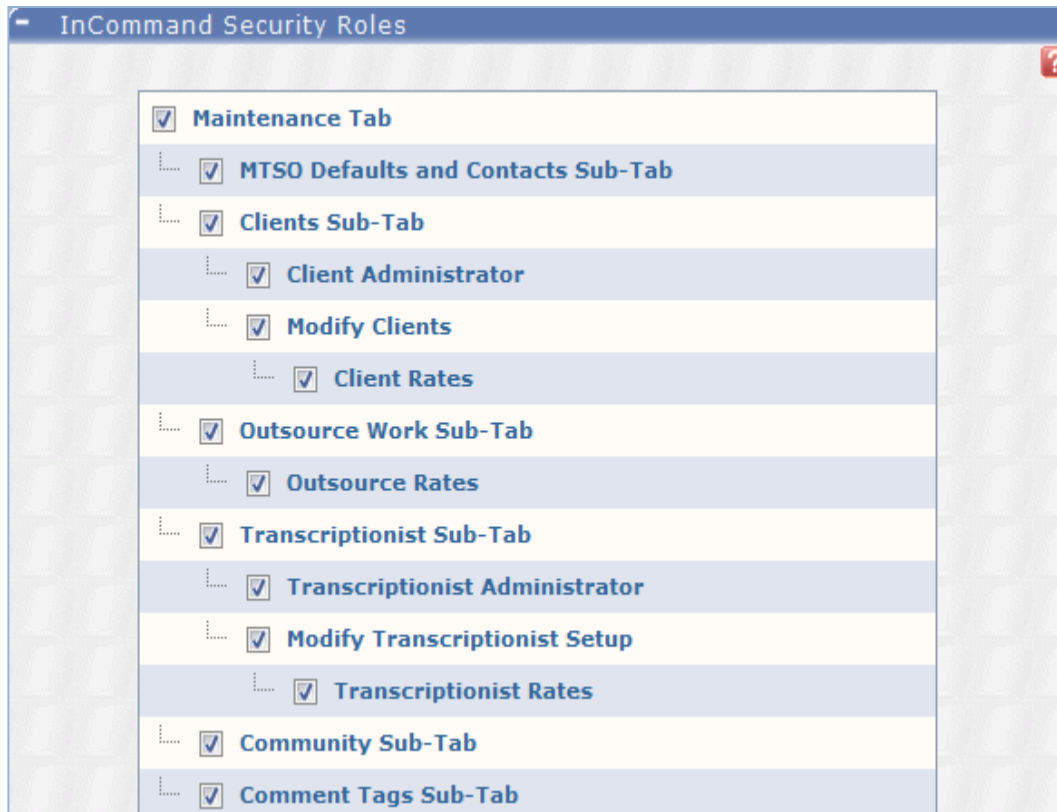 InCommand Security Roles
?
Maintenance Tab
MTSO Defaults and Contacts Sub-Tab
Clients Sub-Tab
Client Administrator
Modify Clients
Client Rates
Outsource Work Sub-Tab
Outsource Rates
Transcriptionist Sub-Tab
Transcriptionist Administrator
Modify Transcriptionist Setup
Transcriptionist Rates
Community Sub-Tab
Comment Tags Sub-Tab